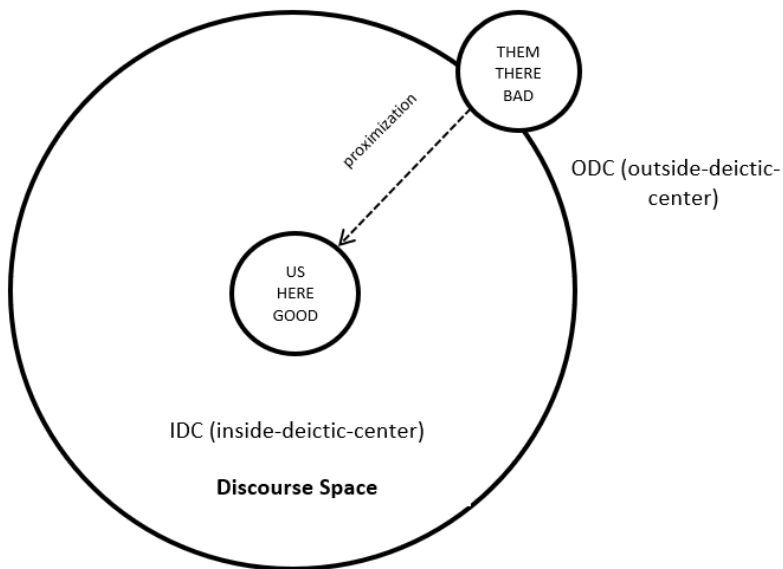 THEM
THERE
BAD
proximization
ODC (outside-deictic-
center)
US
HERE
GOOD
IDC (inside-deictic-center)
Discourse Space